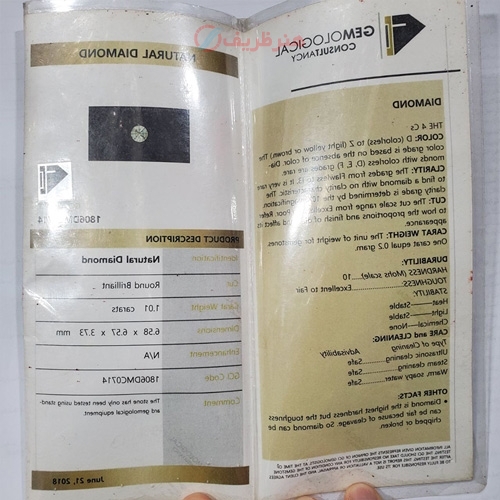 GEMOLOGICAL
CONSULTANCY
DIAMOND
THE 4 Cs
COLOR: D (colorless) to Z (light yellow or brown) The
color grade is based on the absence of the color. Dia-
monds with colorless (D, E, F) grades are rare.
CLARITY: The grades from Flawless
to find a diamond with no clarity characteristic. The
clarity grade is determined by the 10X magnification.
CUT: The cut scale range from Excellent to Poor. Refer
to the proportions and finish of diamond affect its
appearance.
CARAT WEIGHT: The unit of weight for gemstones.
One carat equal 0.2 gram.
DURABILITY:
HARDNESS (Mohs scale)..........10
TOUGHNESS..........Excellent to Fair
STABILITY:
Heat——Stable
Light——Stable
Chemical—None
CARE and CLEANING:
Type of Cleaning Advisability
Ultrasonic Cleaning..........Safe
Steam Cleaning..........Safe
Warm, soapy water..........Safe
OTHER FACTS:
• Diamond is the highest hardness but the toughness
can be fair because of cleavage. So diamond can be
chipped or broken.
هنر ظریف
NATURAL DIAMOND
1806DMC0714
PRODUCT DESCRIPTION
Identification Natural Diamond
Cut Round Brilliant
Carat Weight 1.01 carats
Dimensions 6.58 x 6.57 x 3.73 mm
Enhancement N/A
GCI Code 1806DMC0714
Comment The stone has only been tested using stand-
ard gemological equipment.
June 21, 2018